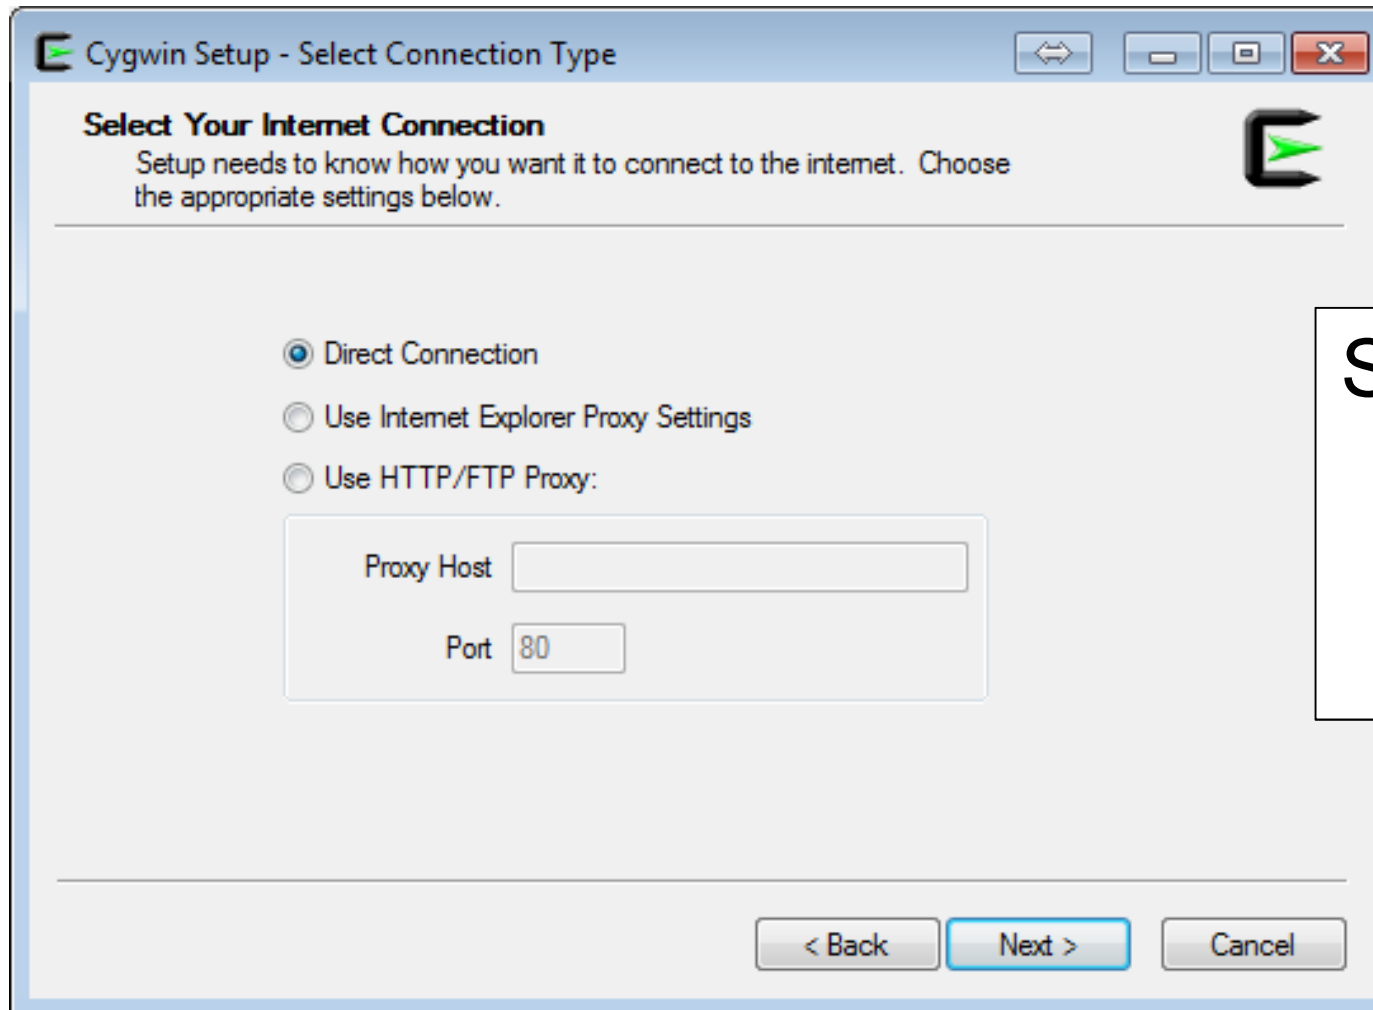 Cygwin Setup - Select Connection Type
Select Your Internet Connection
Setup needs to know how you want it to connect to the internet. Choose
the appropriate settings below.
Direct Connection
Use Internet Explorer Proxy Settings
Use HTTP/FTP Proxy:
Proxy Host
Port 80
< Back Next > Cancel